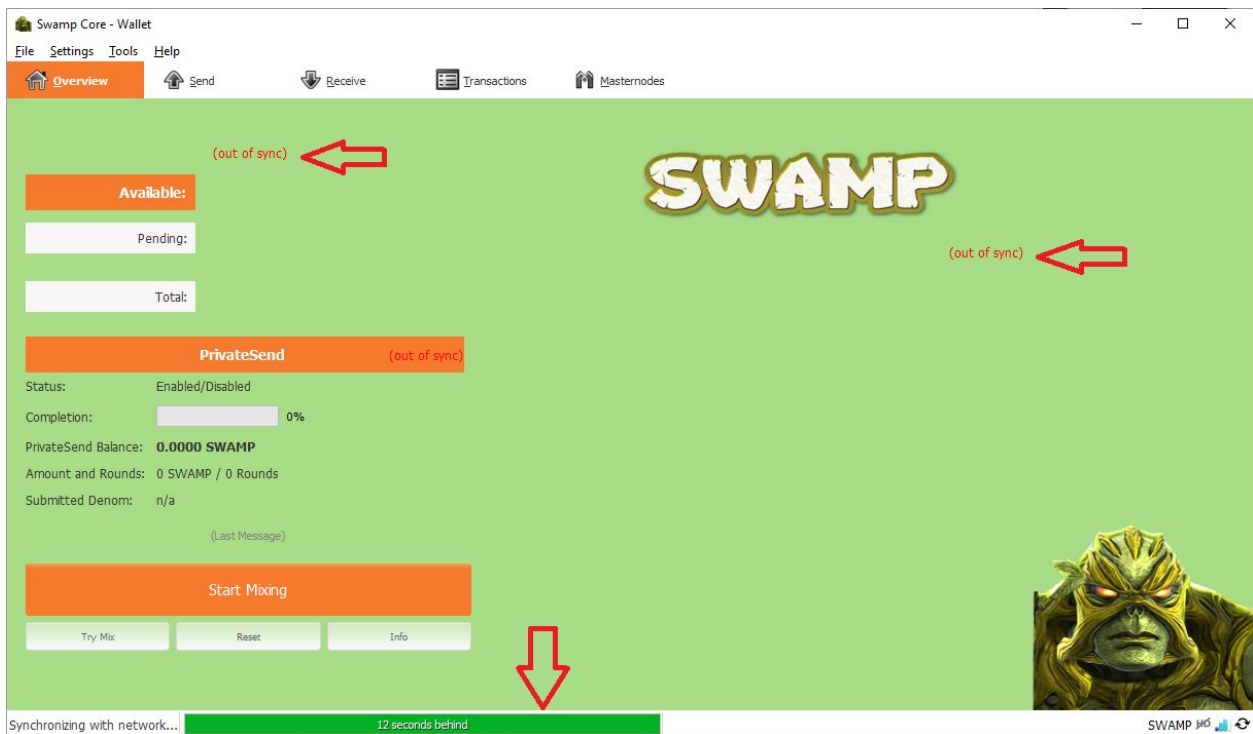 Swamp Core - Wallet
File Settings Tools Help
Overview Send Receive Transactions Masternodes
(out of sync)
SWAMP
Available:
Pending:
(out of sync)
Total:
PrivateSend (out of sync)
Status: Enabled/Disabled
Completion: 0%
PrivateSend Balance: 0.0000 SWAMP
Amount and Rounds: 0 SWAMP / 0 Rounds
Submitted Denom: n/a
(Last Message)
Start Mixing
Try Mix Reset Info
Synchronizing with network... 12 seconds behind SWAMP HD